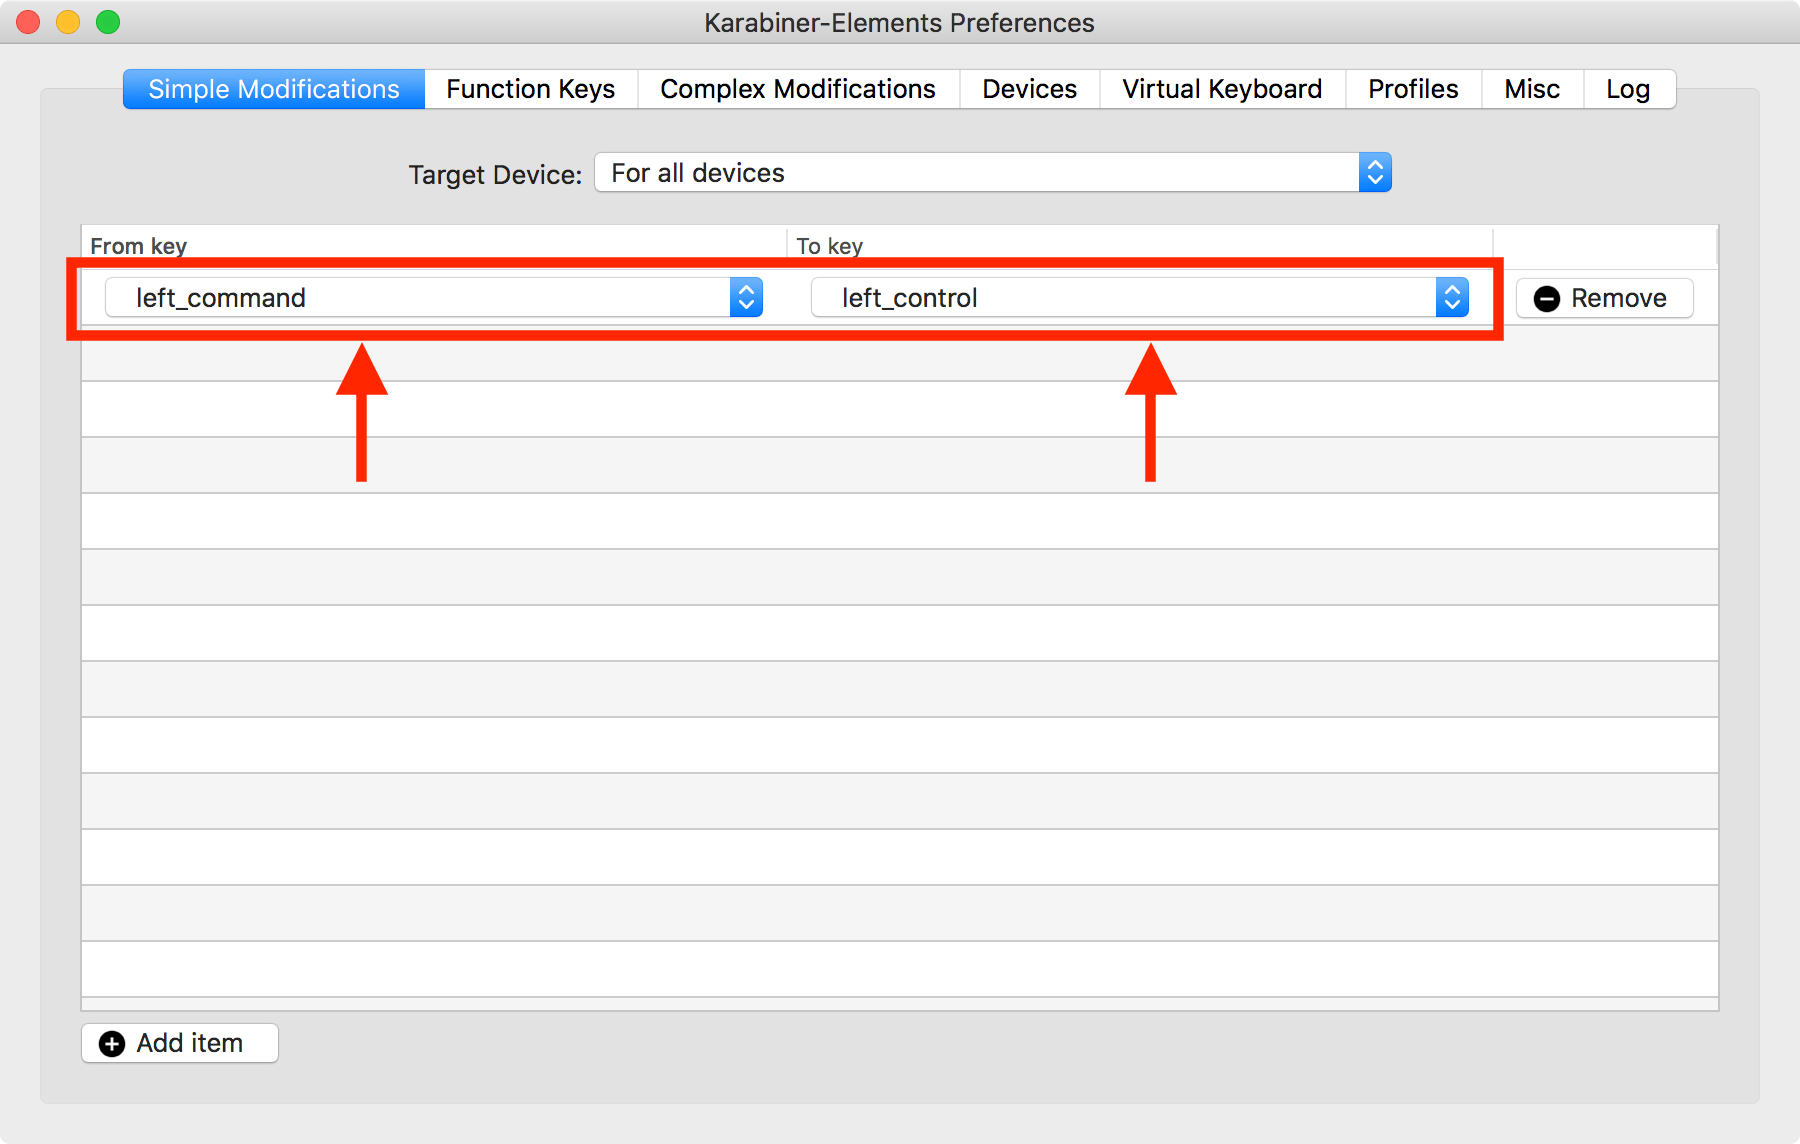 Karabiner-Elements Preferences
Simple Modifications Function Keys Complex Modifications Devices Virtual Keyboard Profiles Misc Log
Target Device: For all devices
From key To key
left_command left_control Remove
Add item